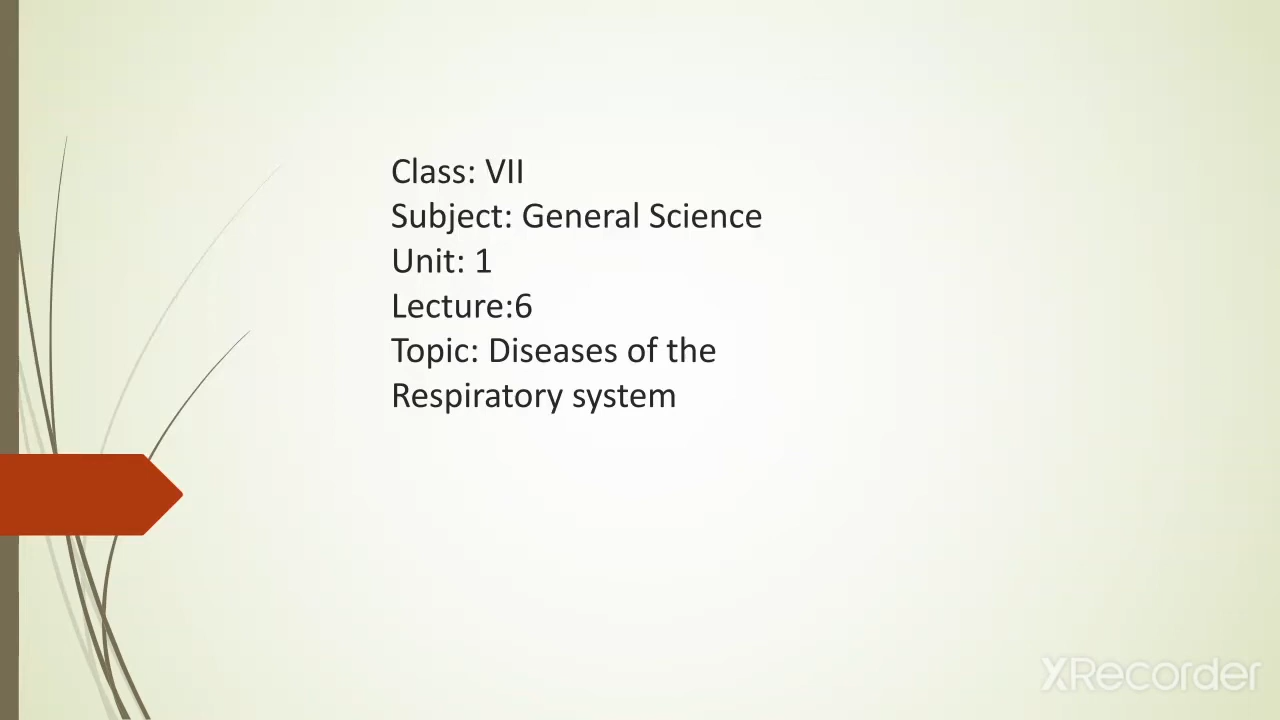 Class: VII
Subject: General Science
Unit: 1
Lecture:6
Topic: Diseases of the
Respiratory system
XRecorder